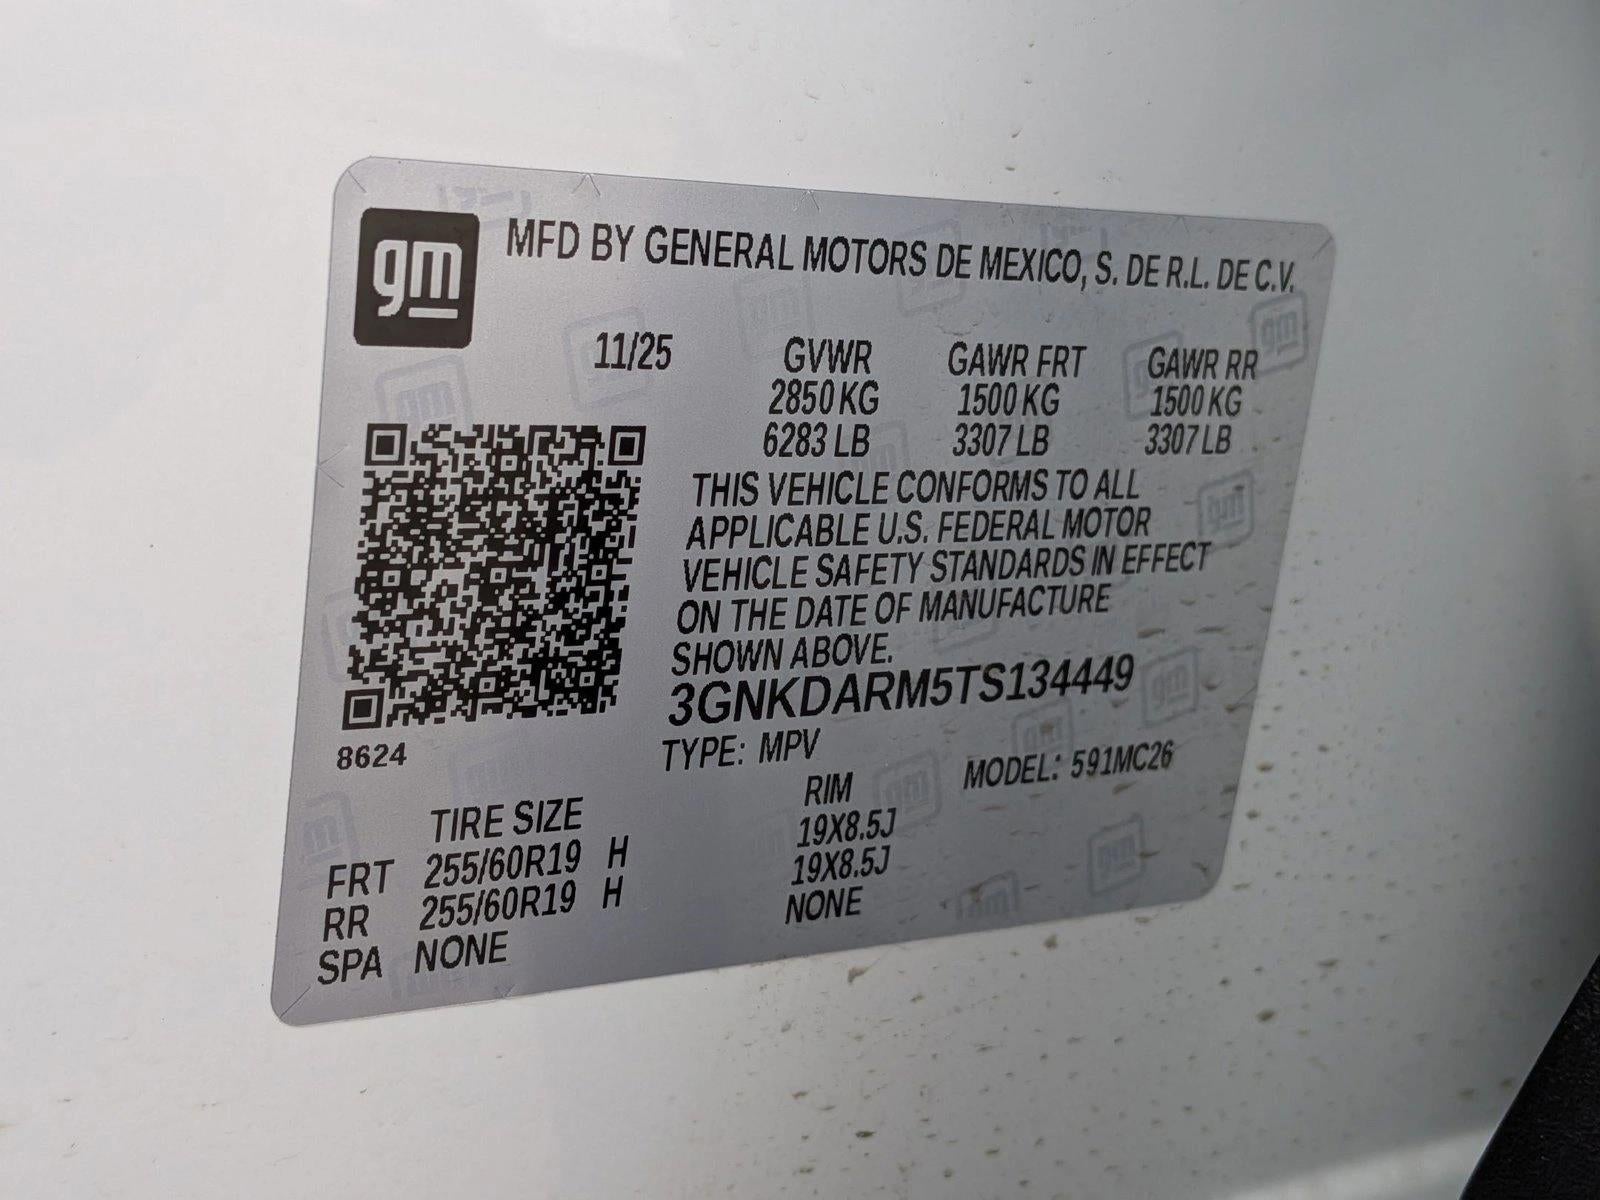 gm
MFD BY GENERAL MOTORS DE MEXICO, S. DE R.L. DE C.V.
11/25 GVWR GAWR FRT GAWR RR
2850 KG 1500 KG 1500 KG
6283 LB 3307 LB 3307 LB
THIS VEHICLE CONFORMS TO ALL
APPLICABLE U.S. FEDERAL MOTOR
VEHICLE SAFETY STANDARDS IN EFFECT
ON THE DATE OF MANUFACTURE
SHOWN ABOVE.
3GNKDARM5TS134449
8624
TYPE: MPV MODEL: 591MC26
TIRE SIZE RIM
FRT 255/60R19 H 19X8.5J
RR 255/60R19 H 19X8.5J
SPA NONE NONE